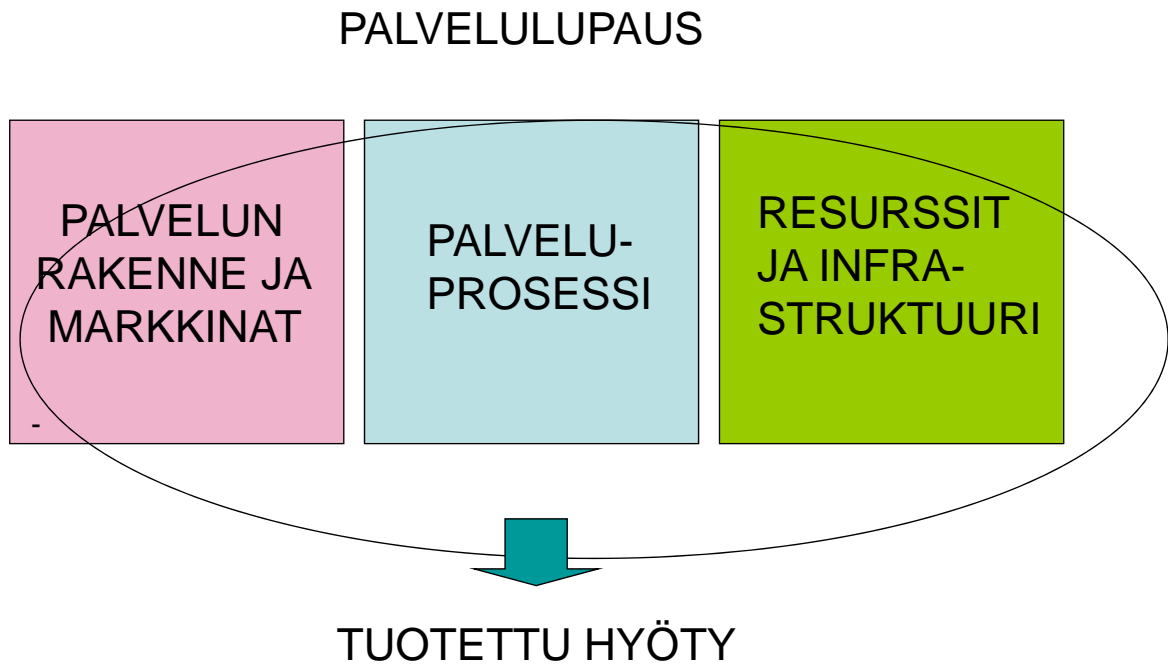 PALVELULUPAUS
PALVELUN
RAKENNE JA
MARKKINAT
-
PALVELU-
PROSESSI
RESURSSIT
JA INFRA-
STRUKTUURI
TUOTETTU HYÖTY